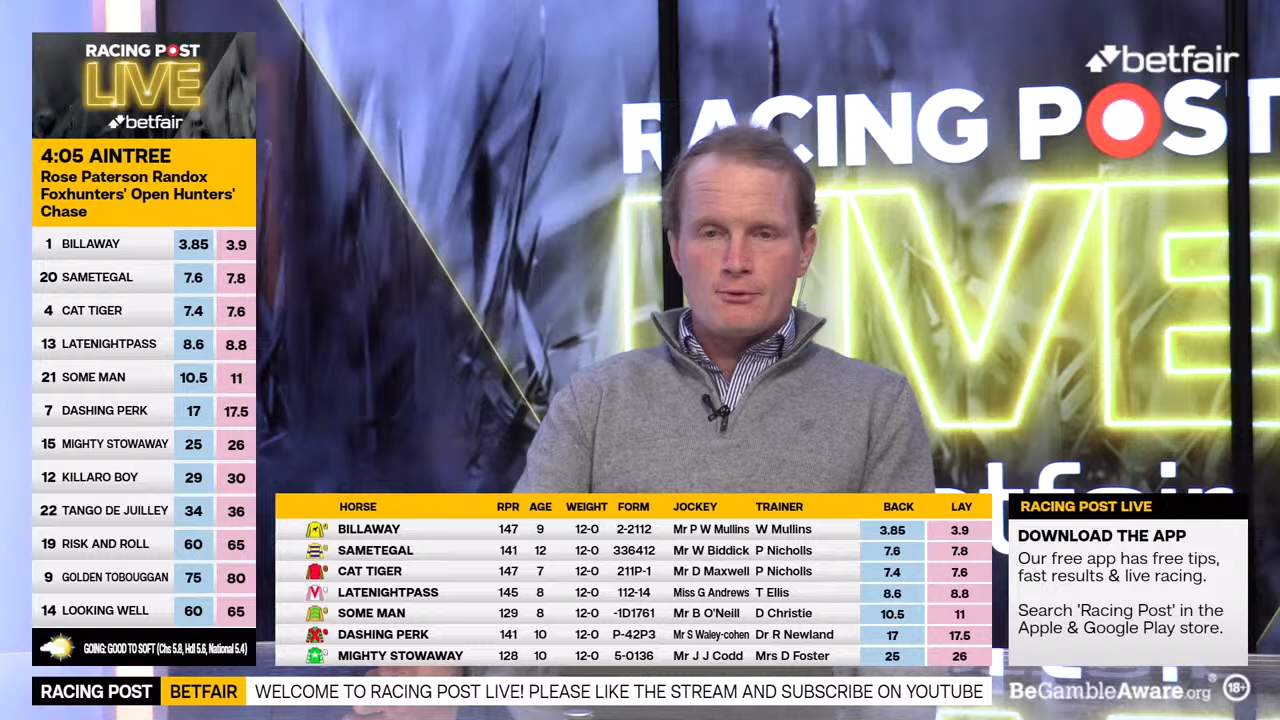 RACING POST
LIVE
betfair
4:05 AINTREE
Rose Paterson Randox
Foxhunters' Open Hunters'
Chase
1 BILLAWAY 3.85 3.9
20 SAMETEGAL 7.6 7.8
4 CAT TIGER 7.4 7.6
13 LATENIGHTPASS 8.6 8.8
21 SOME MAN 10.5 11
7 DASHING PERK 17 17.5
15 MIGHTY STOWAWAY 25 26
12 KILLARO BOY 29 30
22 TANGO DE JUILLEY 34 36
19 RISK AND ROLL 60 65
9 GOLDEN TOBOUGGAN 75 80
14 LOOKING WELL 60 65
GOING: GOOD TO SOFT (Chs 5.8, Hdl 5.6, National 5.4)
betfair
RACING POST
LIVE
betfair
HORSE RPR AGE WEIGHT FORM JOCKEY TRAINER BACK LAY
BILLAWAY 147 9 12-0 2-2112 Mr P W Mullins W Mullins 3.85 3.9
SAMETEGAL 141 12 12-0 336412 Mr W Biddick P Nicholls 7.6 7.8
CAT TIGER 147 7 12-0 211P-1 Mr D Maxwell P Nicholls 7.4 7.6
LATENIGHTPASS 145 8 12-0 112-14 Miss G Andrews T Ellis 8.6 8.8
SOME MAN 129 8 12-0 -1D1761 Mr B O'Neill D Christie 10.5 11
DASHING PERK 141 10 12-0 P-42P3 Mr S Waley-cohen Dr R Newland 17 17.5
MIGHTY STOWAWAY 128 10 12-0 5-0136 Mr J J Codd Mrs D Foster 25 26
RACING POST LIVE
DOWNLOAD THE APP
Our free app has free tips,
fast results & live racing.
Search 'Racing Post' in the
Apple & Google Play store.
RACING POST BETFAIR WELCOME TO RACING POST LIVE! PLEASE LIKE THE STREAM AND SUBSCRIBE ON YOUTUBE
BeGambleAware.org® 18+